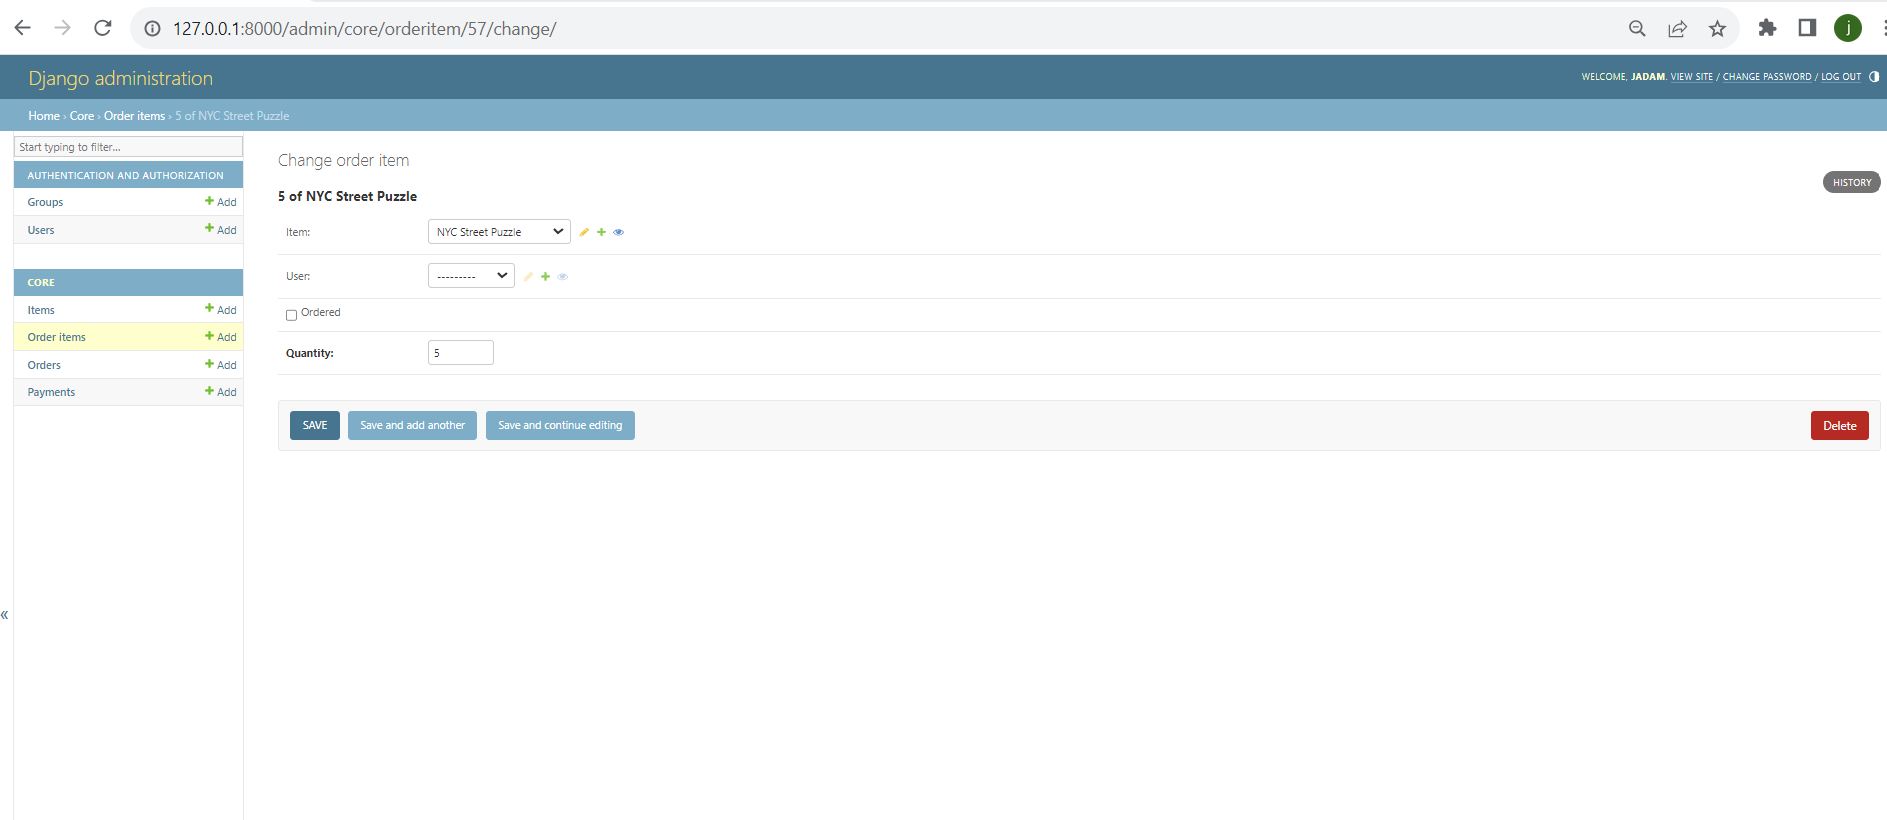 127.0.0.1:8000/admin/core/orderitem/57/change/
j
Django administration
WELCOME, JADAM. VIEW SITE / CHANGE PASSWORD / LOG OUT
Home › Core › Order items › 5 of NYC Street Puzzle
Start typing to filter...
AUTHENTICATION AND AUTHORIZATION
Groups + Add
Users + Add
CORE
Items + Add
Order items + Add
Orders + Add
Payments + Add
«
Change order item
HISTORY
5 of NYC Street Puzzle
Item: NYC Street Puzzle
User: ---------
Ordered
Quantity: 5
SAVE Save and add another Save and continue editing Delete